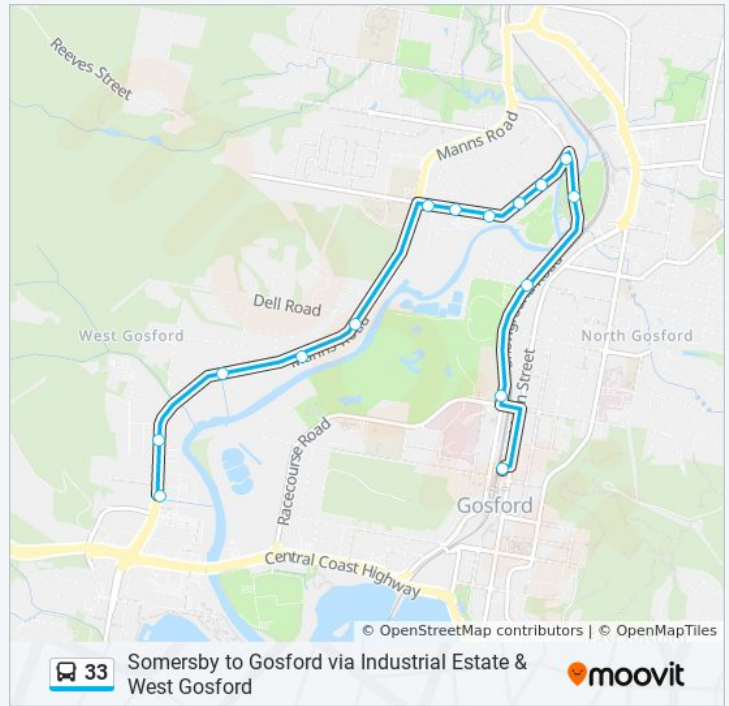 Reeves Street
Manns Road
Dell Road
West Gosford
Manns Road
North Gosford
Racecourse Road
Gosford
Central Coast Highway
© OpenStreetMap contributors | © OpenMapTiles
33
Somersby to Gosford via Industrial Estate &
West Gosford
moovit